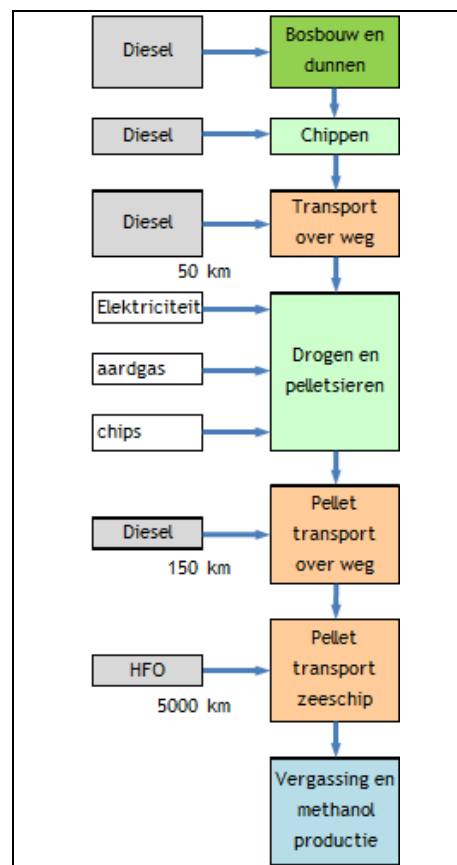 Diesel
Bosbouw en
dunnen
Diesel
Chippen
Diesel
Transport
over weg
50 km
Elektriciteit
aardgas
chips
Drogen en
pelletsieren
Diesel
150 km
Pellet
transport
over weg
HFO
5000 km
Pellet
transport
zeeschip
Vergassing en
methanol
productie